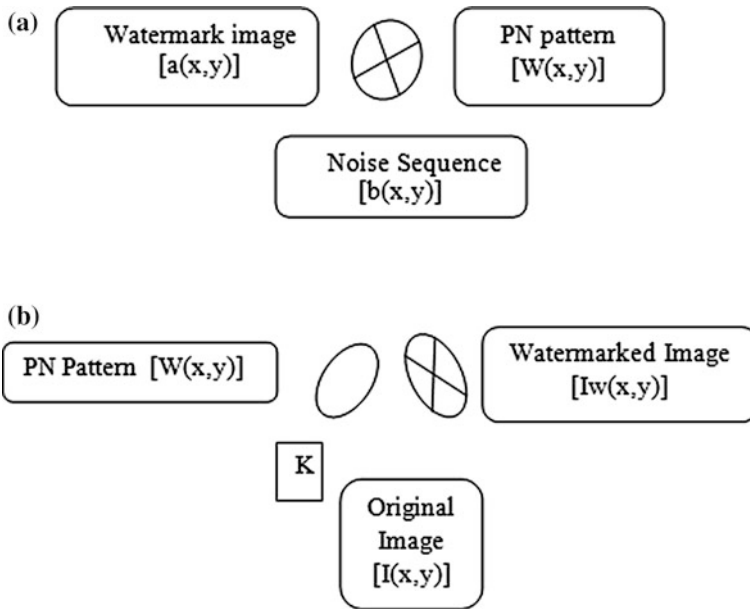 (a)
Watermark image
[a(x,y)]
PN pattern
[W(x,y)]
Noise Sequence
[b(x,y)]
(b)
PN Pattern [W(x,y)]
Watermarked Image
[Iw(x,y)]
K
Original
Image
[I(x,y)]